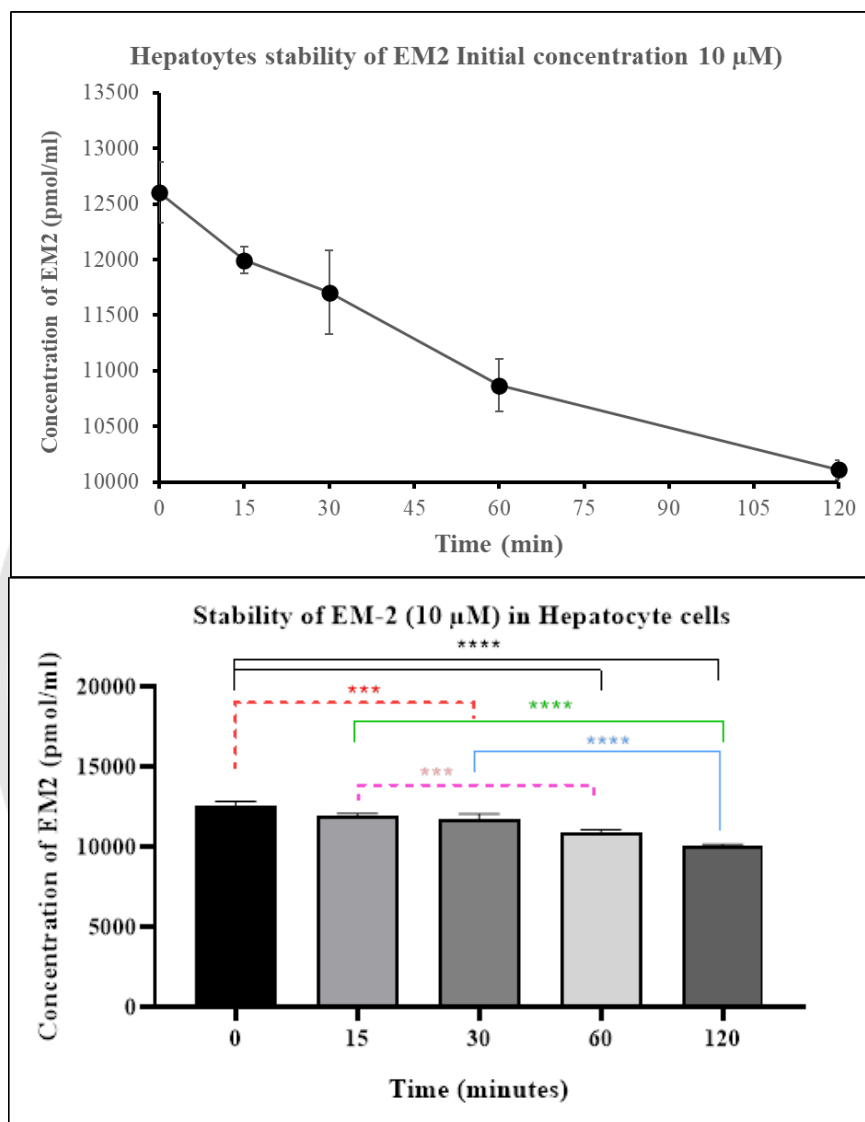 Hepatoytes stability of EM2 Initial concentration 10 µM)
Concentration of EM2 (pmol/ml)
13500
13000
12500
12000
11500
11000
10500
10000
0 15 30 45 60 75 90 105 120
Time (min)
Stability of EM-2 (10 µM) in Hepatocyte cells
****
***
****
****
***
Concentration of EM2 (pmol/ml)
20000
15000
10000
5000
0
0 15 30 60 120
Time (minutes)